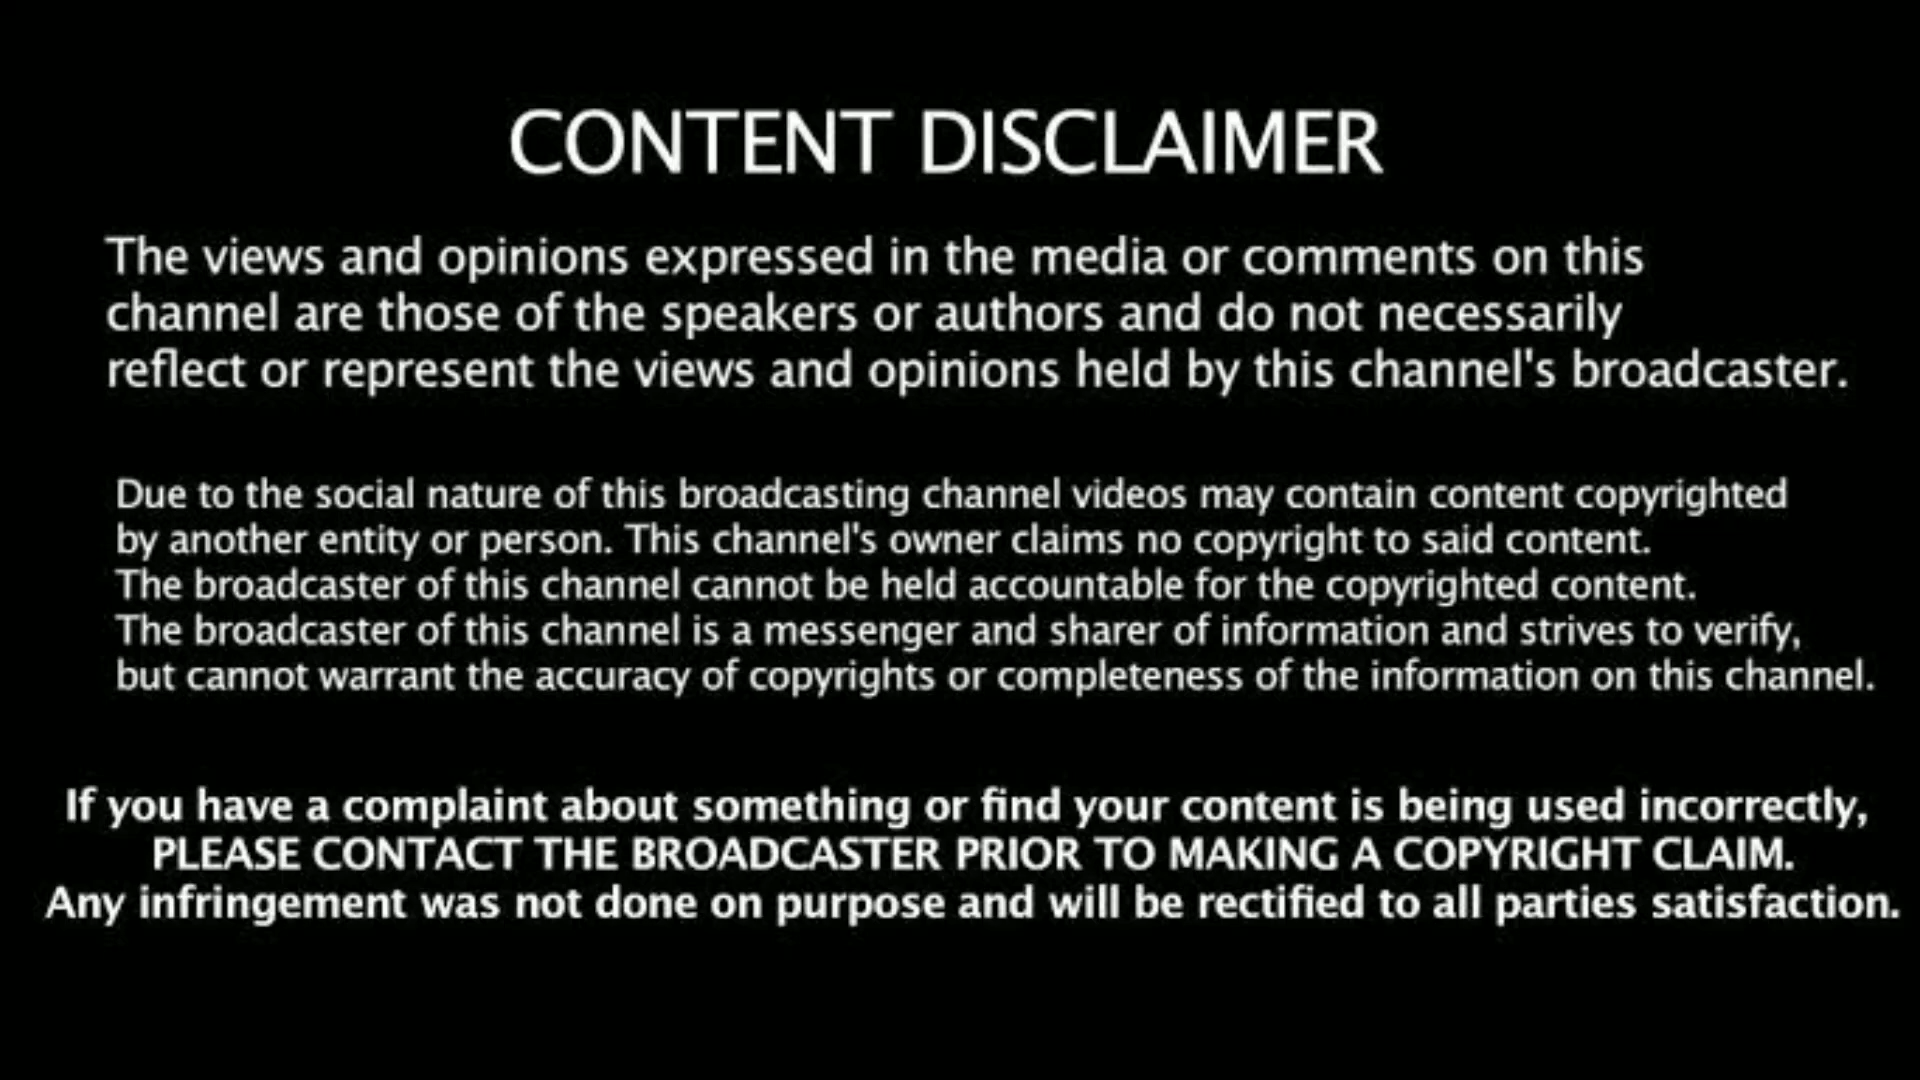 CONTENT DISCLAIMER
The views and opinions expressed in the media or comments on this
channel are those of the speakers or authors and do not necessarily
reflect or represent the views and opinions held by this channel's broadcaster.
Due to the social nature of this broadcasting channel videos may contain content copyrighted
by another entity or person. This channel's owner claims no copyright to said content.
The broadcaster of this channel cannot be held accountable for the copyrighted content.
The broadcaster of this channel is a messenger and sharer of information and strives to verify,
but cannot warrant the accuracy of copyrights or completeness of the information on this channel.
If you have a complaint about something or find your content is being used incorrectly,
PLEASE CONTACT THE BROADCASTER PRIOR TO MAKING A COPYRIGHT CLAIM.
Any infringement was not done on purpose and will be rectified to all parties satisfaction.